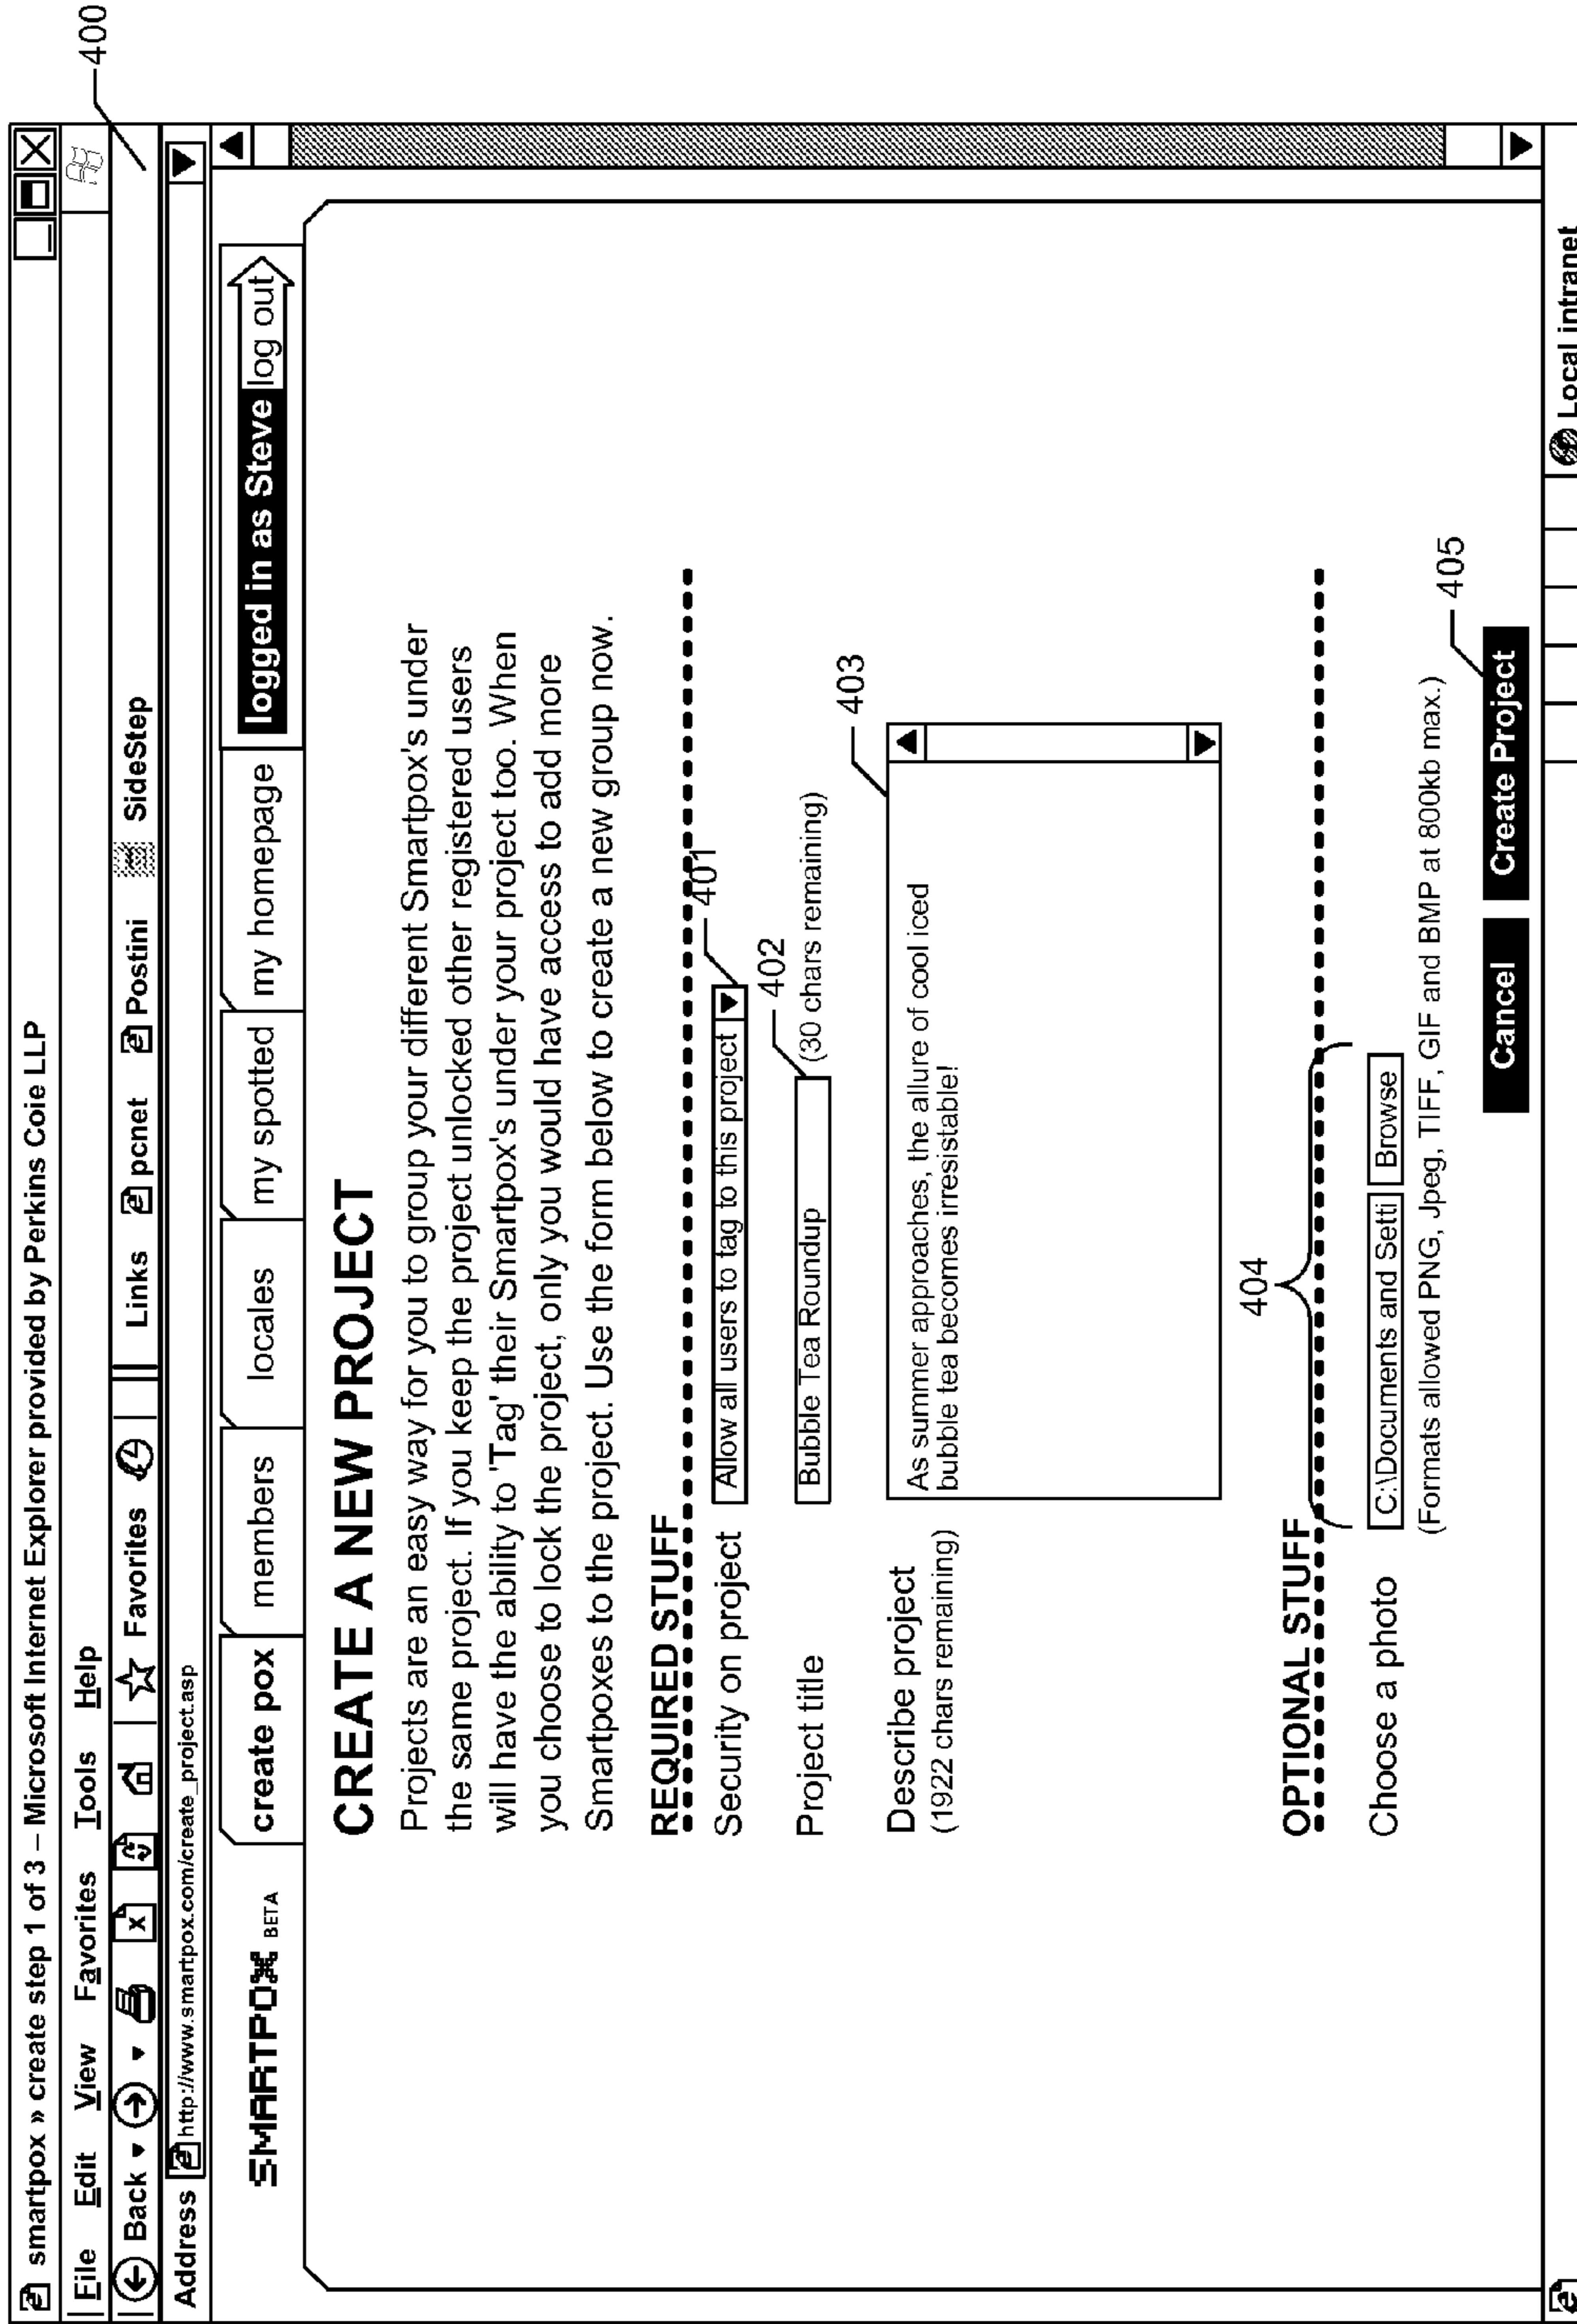 smartpox » create step 1 of 3 – Microsoft Internet Explorer provided by Perkins Coie LLP
File Edit View Favorites Tools Help
Back Favorites Links pcnet Postini SideStep
400
Address http://www.smartpox.com/create_project.asp
SMARTPOX BETA create pox members locales my spotted my homepage logged in as Steve log out
CREATE A NEW PROJECT
Projects are an easy way for you to group your different Smartpox's under
the same project. If you keep the project unlocked other registered users
will have the ability to 'Tag' their Smartpox's under your project too. When
you choose to lock the project, only you would have access to add more
Smartpoxes to the project. Use the form below to create a new group now.
REQUIRED STUFF
401
Security on project Allow all users to tag to this project
402
Project title Bubble Tea Roundup (30 chars remaining)
403
Describe project As summer approaches, the allure of cool iced
(1922 chars remaining) bubble tea becomes irresistable!
404
OPTIONAL STUFF
Choose a photo C:\Documents and Setti Browse
(Formats allowed PNG, Jpeg, TIFF, GIF and BMP at 800kb max.)
405
Cancel Create Project
Local intranet